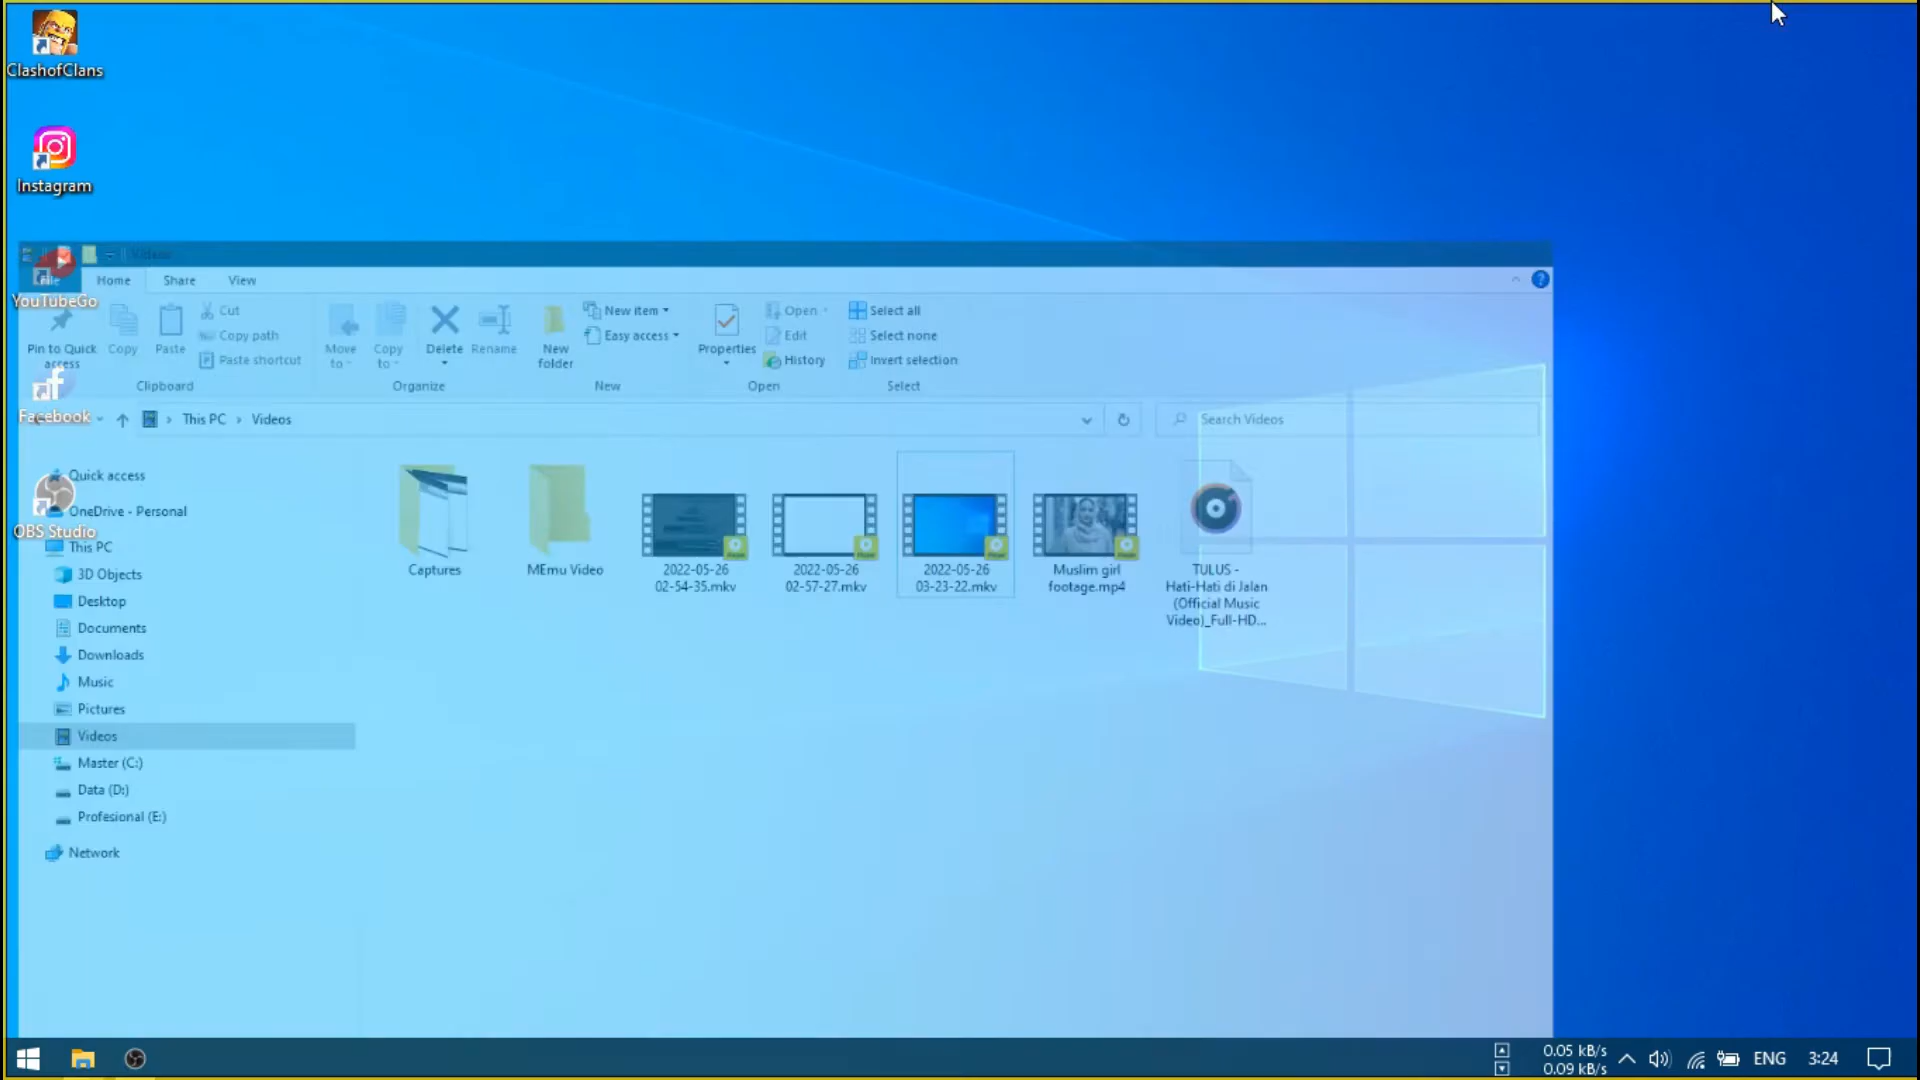 ClashofClans
Instagram
Videos
File
Home
Share
View
YouTubeGo
Cut
Copy path
Paste shortcut
Pin to Quick
access
Copy
Paste
Clipboard
Move
to
Copy
to
Delete
Rename
Organize
New
folder
New item
Easy access
New
Properties
Open
Edit
History
Open
Select all
Select none
Invert selection
Select
Facebook
This PC
Videos
Search Videos
Quick access
OneDrive - Personal
OBS Studio
This PC
3D Objects
Desktop
Documents
Downloads
Music
Pictures
Videos
Master (C:)
Data (D:)
Profesional (E:)
Network
Captures
MEmu Video
2022-05-26
02-54-35.mkv
2022-05-26
02-57-27.mkv
2022-05-26
03-23-22.mkv
Muslim girl
footage.mp4
TULUS -
Hati-Hati di Jalan
(Official Music
Video)_Full-HD...
0.05 kB/s
0.09 kB/s
ENG
3:24